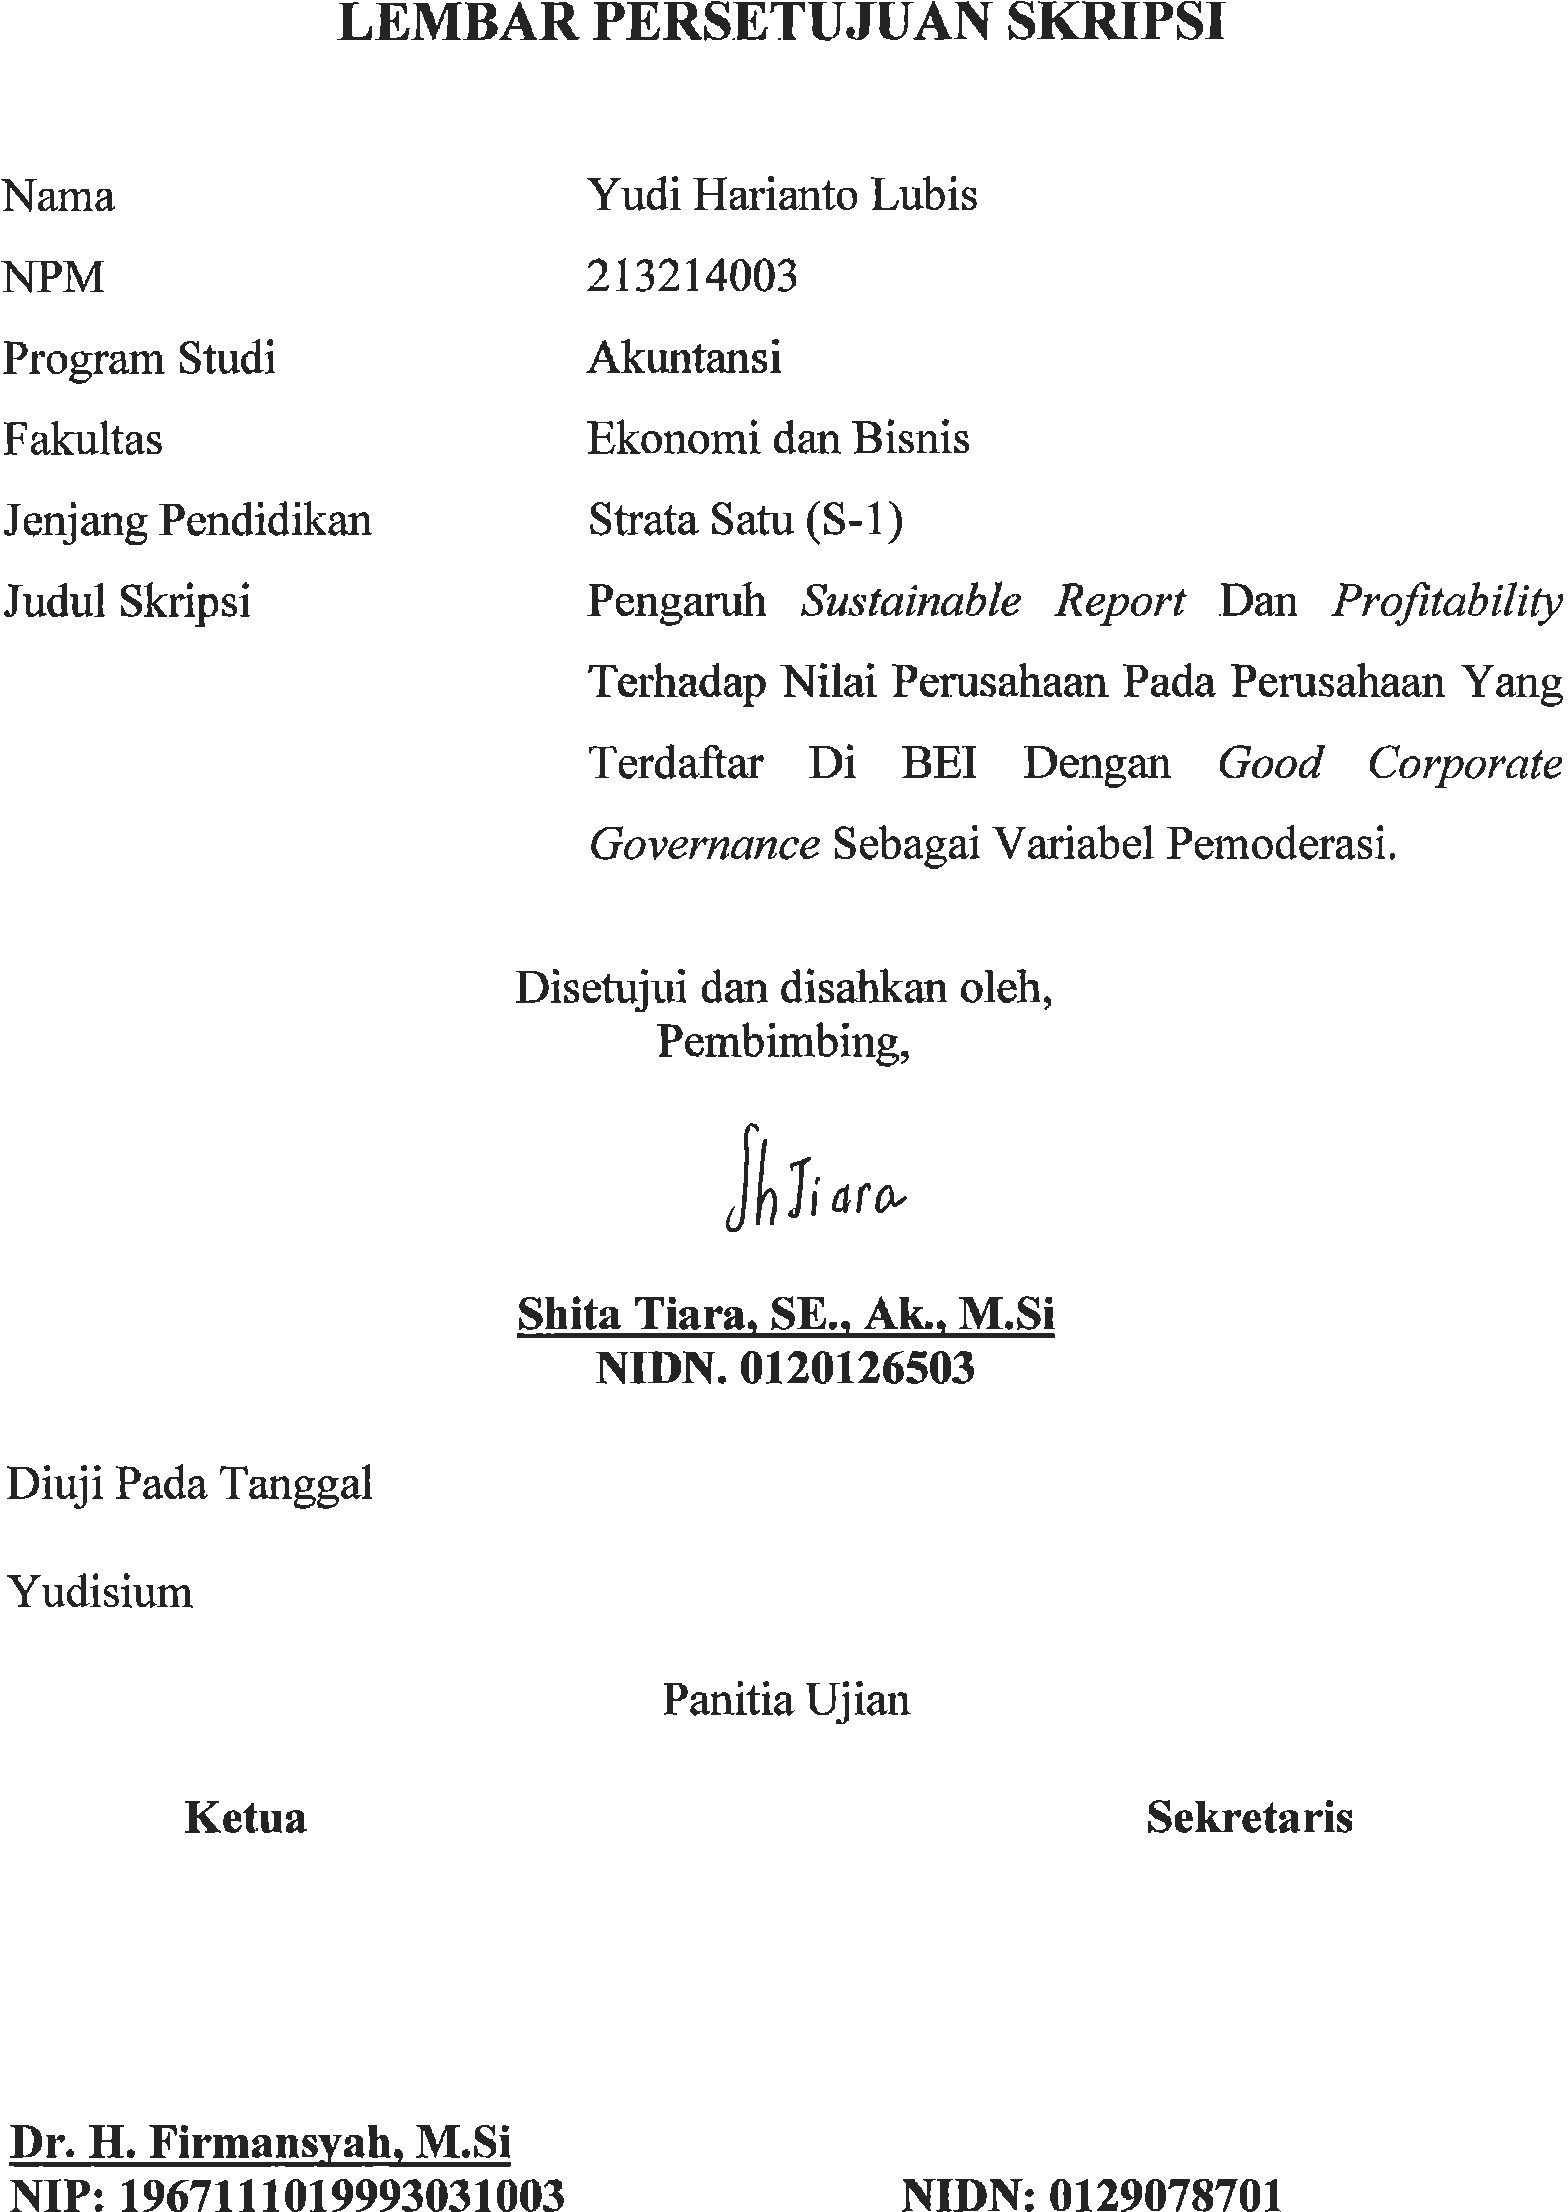 LEMBAR PERSETUJUAN SKRIPSI
Nama Yudi Harianto Lubis
NPM 213214003
Program Studi Akuntansi
Fakultas Ekonomi dan Bisnis
Jenjang Pendidikan Strata Satu (S-1)
Judul Skripsi Pengaruh Sustainable Report Dan Profitability
Terhadap Nilai Perusahaan Pada Perusahaan Yang
Terdaftar Di BEI Dengan Good Corporate
Governance Sebagai Variabel Pemoderasi.
Disetujui dan disahkan oleh,
Pembimbing,
ShTiara
Shita Tiara, SE., Ak., M.Si
NIDN. 0120126503
Diuji Pada Tanggal
Yudisium
Panitia Ujian
Ketua Sekretaris
Dr. H. Firmansyah, M.Si
NIP: 1967111019993031003 NIDN: 0129078701